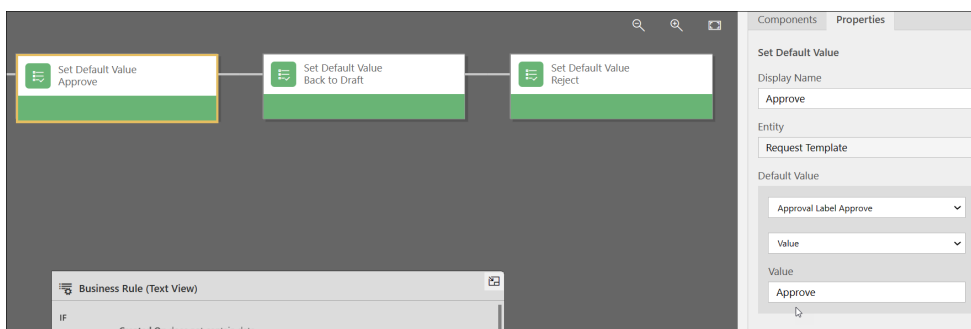 Components Properties
Set Default Value
Approve
Set Default Value
Back to Draft
Set Default Value
Reject
Set Default Value
Display Name
Approve
Entity
Request Template
Default Value
Approval Label Approve
Value
Value
Approve
Business Rule (Text View)
IF